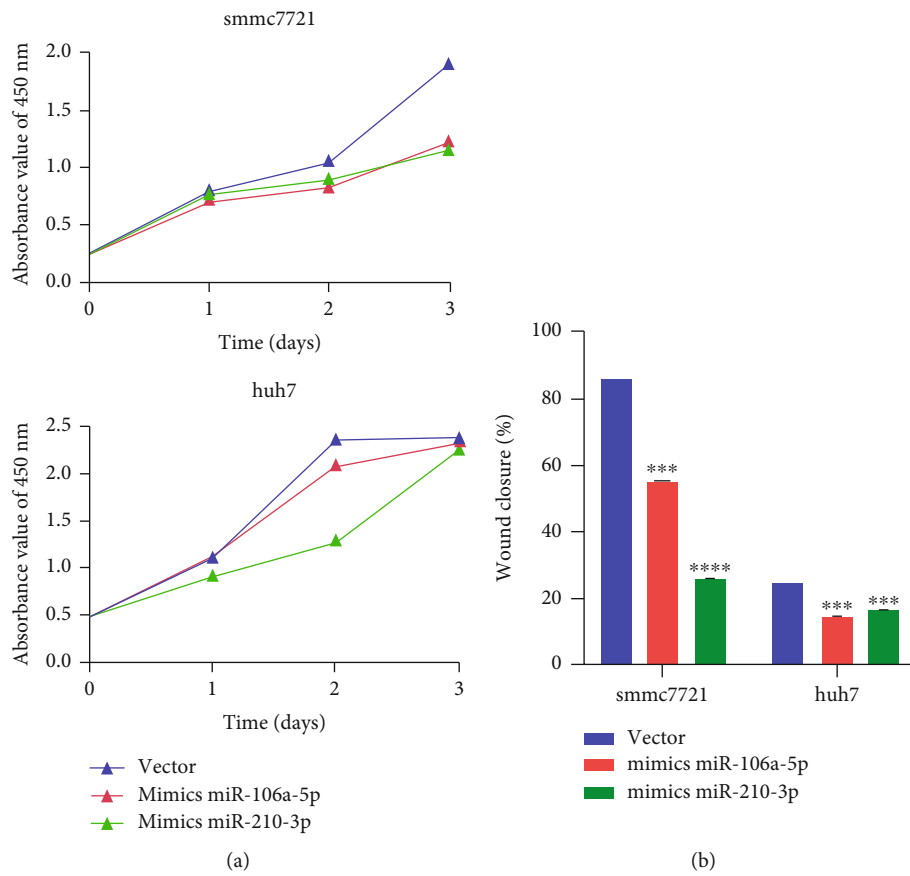 smmc7721
Absorbance value of 450 nm
2.0
1.5
1.0
0.5
0.0
0 1 2 3
Time (days)
huh7
Absorbance value of 450 nm
2.5
2.0
1.5
1.0
0.5
0.0
0 1 2 3
Time (days)
Vector
Mimics miR-106a-5p
Mimics miR-210-3p
(a)
Wound closure (%)
100
80
60
40
20
0
***
****
*** ***
smmc7721 huh7
Vector
mimics miR-106a-5p
mimics miR-210-3p
(b)